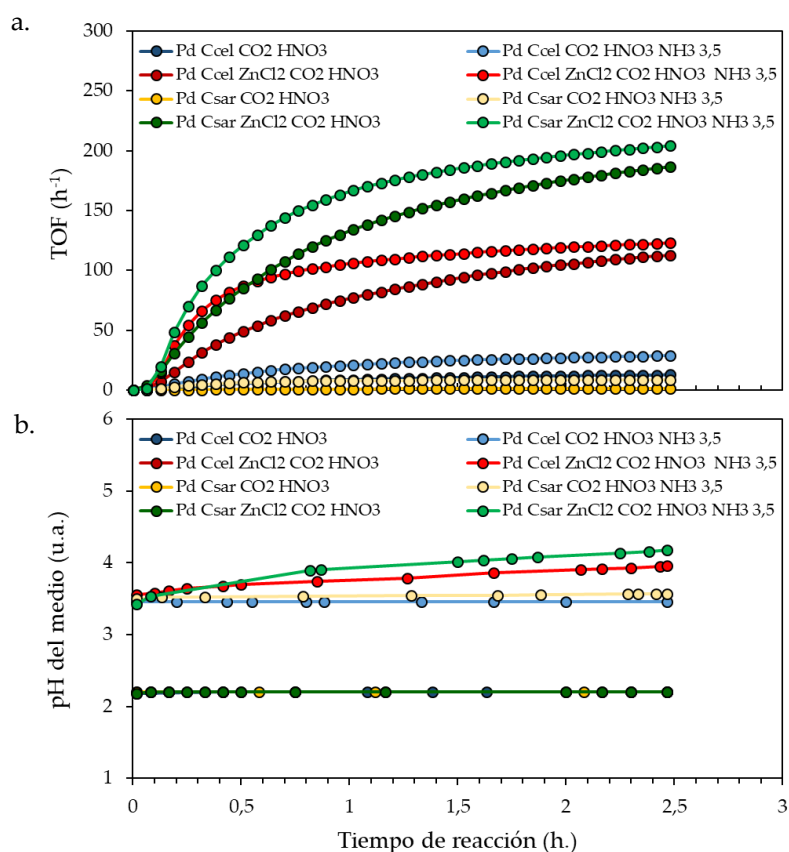 a.
300
250
200
150
100
50
0
TOF (h-1)
Pd Ccel CO2 HNO3
Pd Ccel CO2 HNO3 NH3 3,5
Pd Ccel ZnCl2 CO2 HNO3
Pd Ccel ZnCl2 CO2 HNO3  NH3 3,5
Pd Csar CO2 HNO3
Pd Csar CO2 HNO3 NH3 3,5
Pd Csar ZnCl2 CO2 HNO3
Pd Csar ZnCl2 CO2 HNO3 NH3 3,5
b.
6
5
4
3
2
1
pH del medio (u.a.)
Pd Ccel CO2 HNO3
Pd Ccel CO2 HNO3 NH3 3,5
Pd Ccel ZnCl2 CO2 HNO3
Pd Ccel ZnCl2 CO2 HNO3  NH3 3,5
Pd Csar CO2 HNO3
Pd Csar CO2 HNO3 NH3 3,5
Pd Csar ZnCl2 CO2 HNO3
Pd Csar ZnCl2 CO2 HNO3 NH3 3,5
0 0,5 1 1,5 2 2,5 3
Tiempo de reacción (h.)